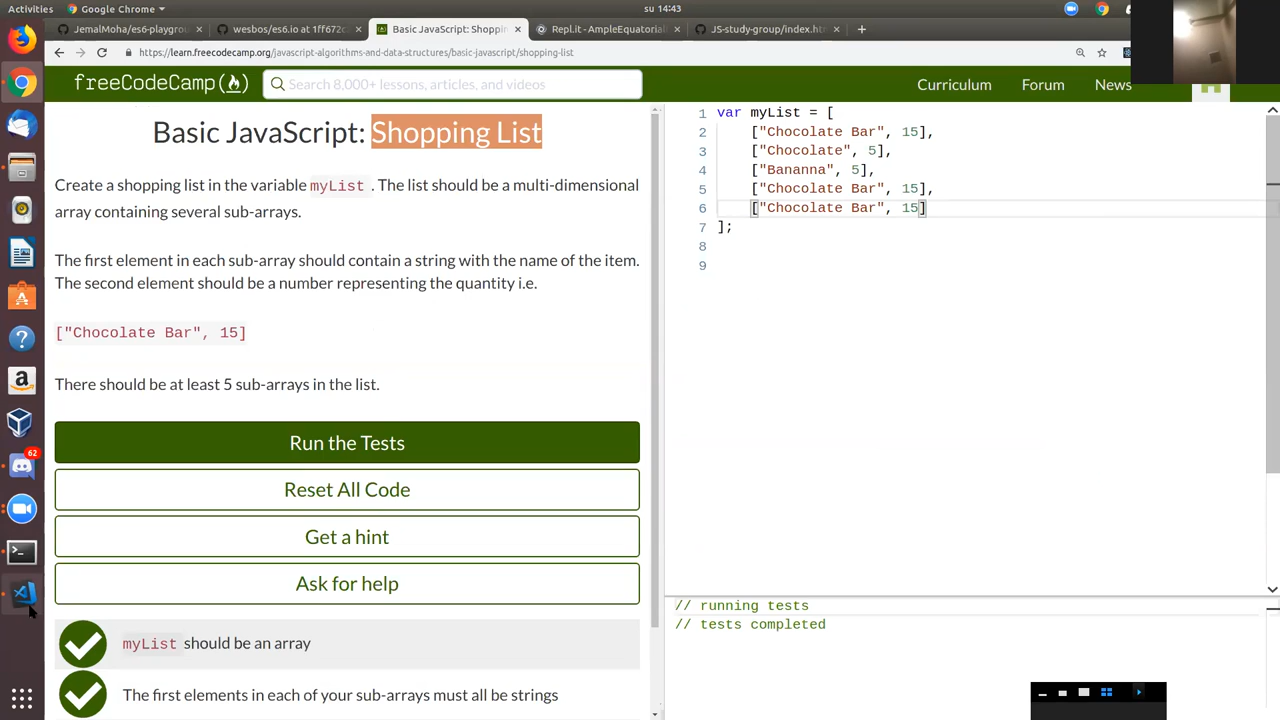 Activities
Google Chrome
su 14:43
JemalMoha/es6-playgrou
wesbos/es6.io at 1ff672c
Basic JavaScript: Shoppin
Repl.it - AmpleEquatorial
JS-study-group/index.htm
https://learn.freecodecamp.org/javascript-algorithms-and-data-structures/basic-javascript/shopping-list
freeCodeCamp
Search 8,000+ lessons, articles, and videos
Curriculum
Forum
News
Basic JavaScript: Shopping List
Create a shopping list in the variable myList . The list should be a multi-dimensional
array containing several sub-arrays.
The first element in each sub-array should contain a string with the name of the item.
The second element should be a number representing the quantity i.e.
["Chocolate Bar", 15]
There should be at least 5 sub-arrays in the list.
Run the Tests
Reset All Code
Get a hint
Ask for help
myList should be an array
The first elements in each of your sub-arrays must all be strings
62
1 var myList = [
2 ["Chocolate Bar", 15],
3 ["Chocolate", 5],
4 ["Bananna", 5],
5 ["Chocolate Bar", 15],
6 ["Chocolate Bar", 15]
7 ];
8
9
// running tests
// tests completed